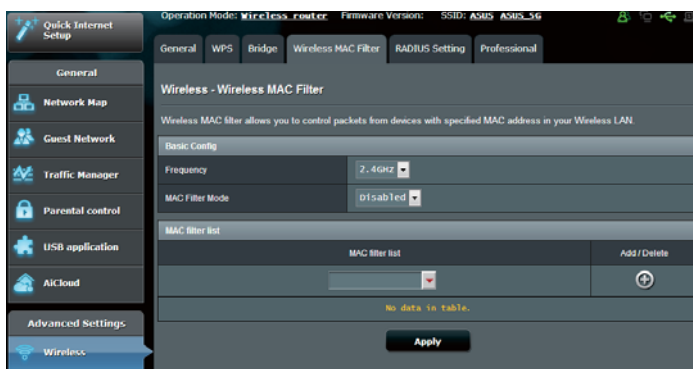 Quick Internet
Setup
Operation Mode: Wireless router Firmware Version: SSID: ASUS ASUS_5G
General WPS Bridge Wireless MAC Filter RADIUS Setting Professional
General
Network Map
Guest Network
Traffic Manager
Parental control
USB application
AiCloud
Advanced Settings
Wireless
Wireless - Wireless MAC Filter
Wireless MAC filter allows you to control packets from devices with specified MAC address in your Wireless LAN.
Basic Config
Frequency 2.4GHz
MAC Filter Mode Disabled
MAC filter list
MAC filter list Add / Delete
No data in table.
Apply